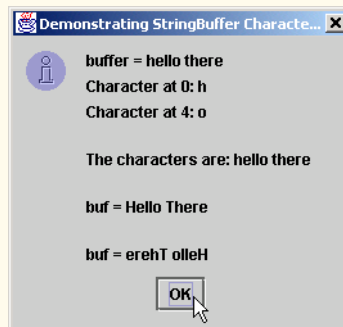 Demonstrating StringBuffer Characte...
buffer = hello there
Character at 0: h
Character at 4: o
The characters are: hello there
buf = Hello There
buf = erehT olleH
OK